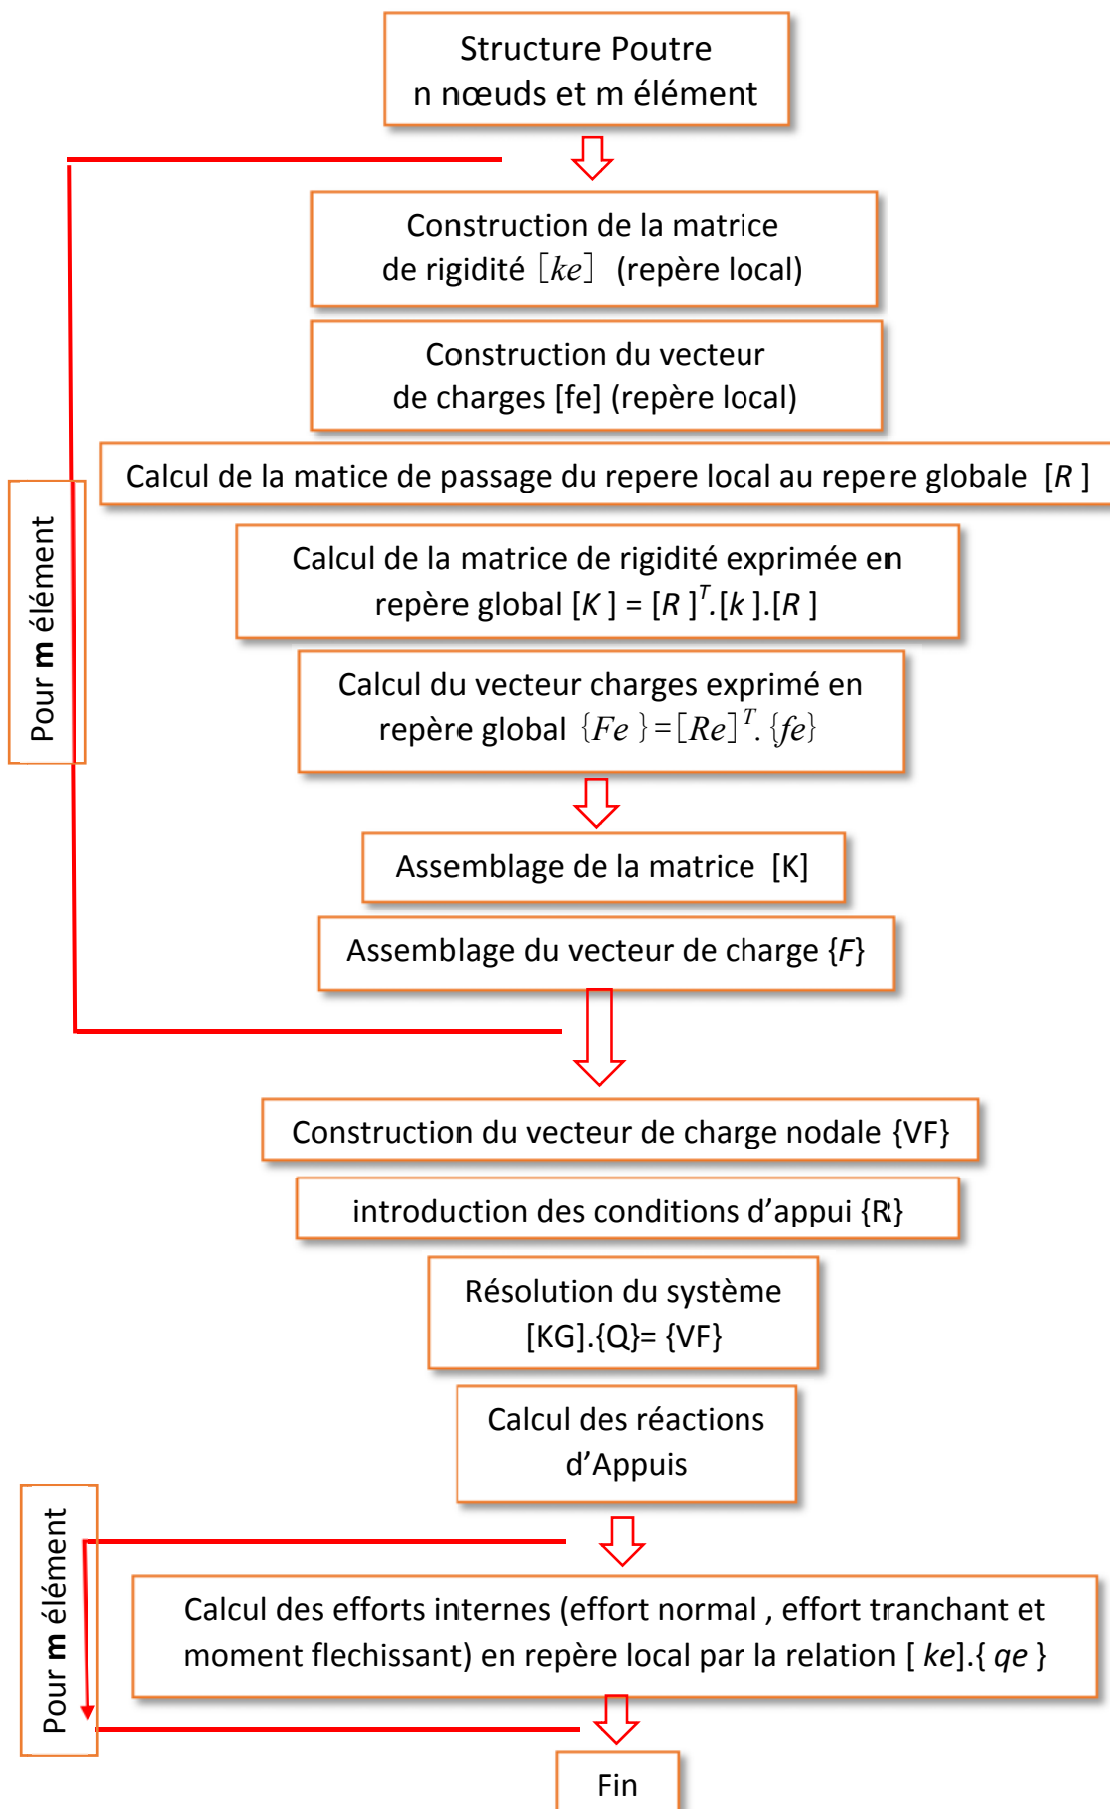 Structure Poutre
n nœuds et m élément
Construction de la matrice
de rigidité [ke] (repère local)
Construction du vecteur
de charges [fe] (repère local)
Calcul de la matice de passage du repere local au repere globale [R ]
Calcul de la matrice de rigidité exprimée en
repère global [K ] = [R ]^T.[k ].[R ]
Calcul du vecteur charges exprimé en
repère global {Fe }=[Re]^T. {fe}
Pour m élément
Assemblage de la matrice [K]
Assemblage du vecteur de charge {F}
Construction du vecteur de charge nodale {VF}
introduction des conditions d’appui {R}
Résolution du système
[KG].{Q}= {VF}
Calcul des réactions
d’Appuis
Pour m élément
Calcul des efforts internes (effort normal , effort tranchant et
moment flechissant) en repère local par la relation [ ke].{ qe }
Fin